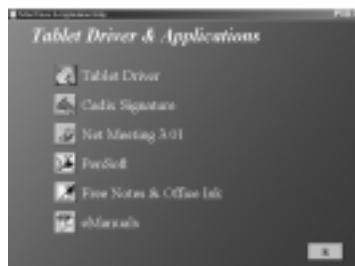 Tablet Driver & Applications
Tablet Driver
Cadix Signature
Net Meeting 3.01
PenSoft
Free Notes & Office Ink
eManuals
X